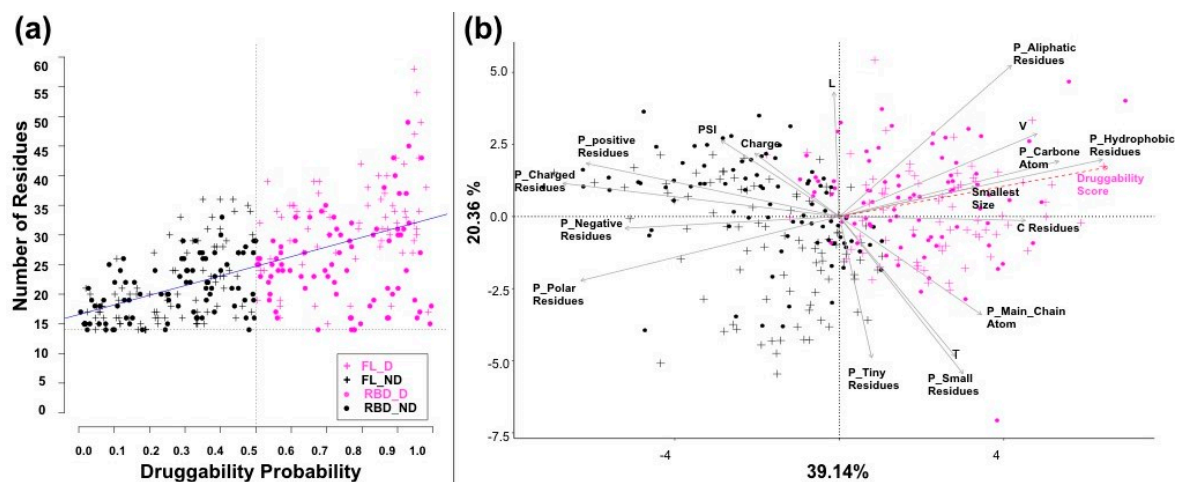 (a)
Number of Residues
60
55
50
45
40
35
30
25
20
15
10
5
0
FL_D
FL_ND
RBD_D
RBD_ND
0.0 0.1 0.2 0.3 0.4 0.5 0.6 0.7 0.8 0.9 1.0
Druggability Probability
(b)
20.36 %
5.0
2.5
0.0
-2.5
-5.0
-7.5
P_Aliphatic
Residues
L
V
PSI
Charge
P_positive
Residues
P_Carbone
Atom
P_Hydrophobic
Residues
P_Charged
Residues
Druggability
Score
Smallest
Size
P_Negative
Residues
C Residues
P_Polar
Residues
P_Main_Chain
Atom
T
P_Tiny
Residues
P_Small
Residues
-4
4
39.14%